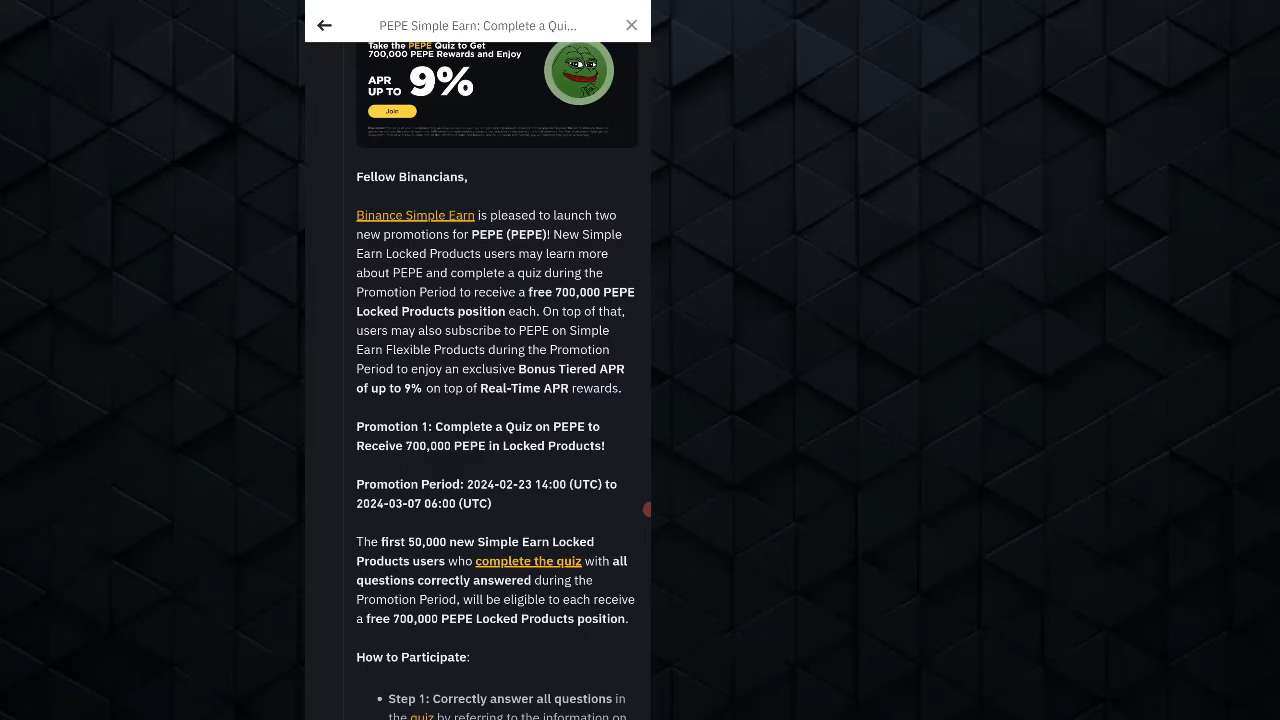 PEPE Simple Earn: Complete a Qui...
Take the PEPE Quiz to Get
700,000 PEPE Rewards and Enjoy
APR
UP TO 9%
Join
Fellow Binancians,
Binance Simple Earn is pleased to launch two
new promotions for PEPE (PEPE)! New Simple
Earn Locked Products users may learn more
about PEPE and complete a quiz during the
Promotion Period to receive a free 700,000 PEPE
Locked Products position each. On top of that,
users may also subscribe to PEPE on Simple
Earn Flexible Products during the Promotion
Period to enjoy an exclusive Bonus Tiered APR
of up to 9% on top of Real-Time APR rewards.
Promotion 1: Complete a Quiz on PEPE to
Receive 700,000 PEPE in Locked Products!
Promotion Period: 2024-02-23 14:00 (UTC) to
2024-03-07 06:00 (UTC)
The first 50,000 new Simple Earn Locked
Products users who complete the quiz with all
questions correctly answered during the
Promotion Period, will be eligible to each receive
a free 700,000 PEPE Locked Products position.
How to Participate:
• Step 1: Correctly answer all questions in
the quiz by referring to the information on